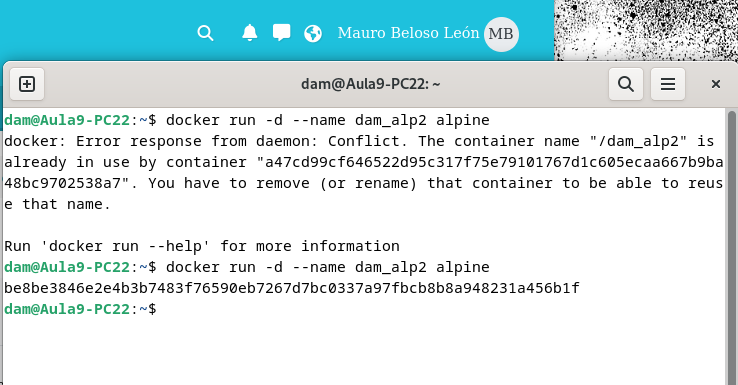 Mauro Beloso León MB
dam@Aula9-PC22: ~
dam@Aula9-PC22:~$ docker run -d --name dam_alp2 alpine
docker: Error response from daemon: Conflict. The container name "/dam_alp2" is
already in use by container "a47cd99cf646522d95c317f75e79101767d1c605ecaa667b9ba
48bc9702538a7". You have to remove (or rename) that container to be able to reus
e that name.
Run 'docker run --help' for more information
dam@Aula9-PC22:~$ docker run -d --name dam_alp2 alpine
be8be3846e2e4b3b7483f76590eb7267d7bc0337a97fbcb8b8a948231a456b1f
dam@Aula9-PC22:~$